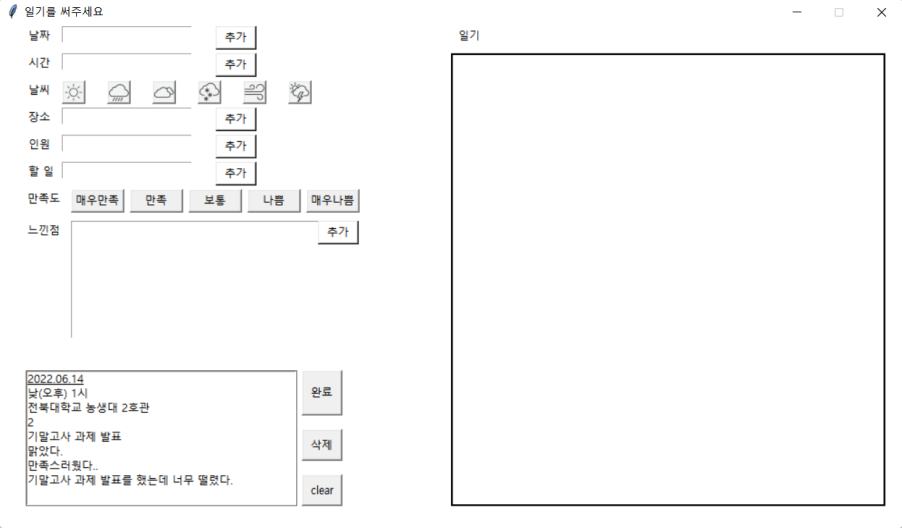 일기를 써주세요
날짜 추가
일기
시간 추가
날씨
장소 추가
인원 추가
할 일 추가
만족도 매우만족 만족 보통 나쁨 매우나쁨
느낀점 추가
2022.06.14
낮(오후) 1시
전북대학교 농생대 2호관
2
기말고사 과제 발표
맑았다.
만족스러웠다..
기말고사 과제 발표를 했는데 너무 떨렸다.
완료
삭제
clear